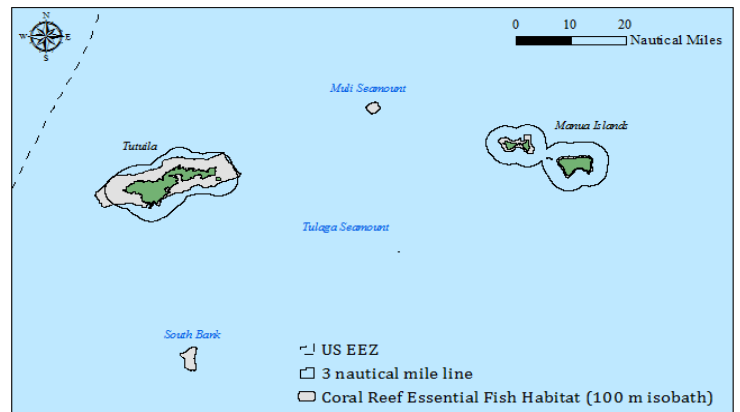 N
W E
S
0 10 20
Nautical Miles
Muli Seamount
Tutuila
Manua Islands
Tulaga Seamount
South Bank
US EEZ
3 nautical mile line
Coral Reef Essential Fish Habitat (100 m isobath)